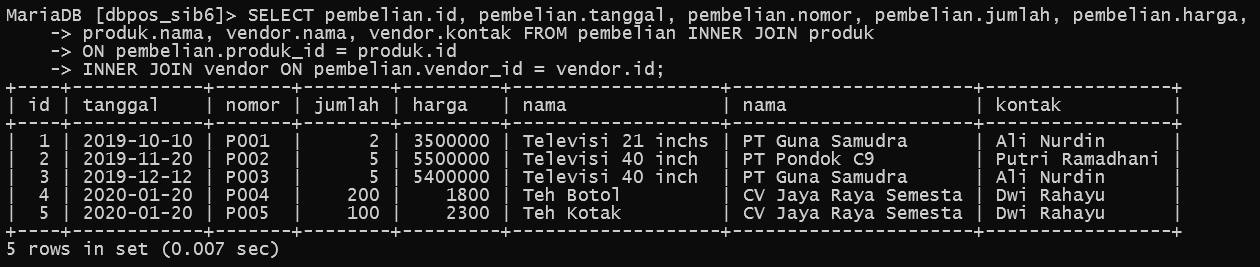 MariaDB [dbpos_sib6]> SELECT pembelian.id, pembelian.tanggal, pembelian.nomor, pembelian.jumlah, pembelian.harga,
    -> produk.nama, vendor.nama, vendor.kontak FROM pembelian INNER JOIN produk
    -> ON pembelian.produk_id = produk.id
    -> INNER JOIN vendor ON pembelian.vendor_id = vendor.id;
+----+------------+-------+--------+---------+-------------------+----------------------+-----------------+
| id | tanggal    | nomor | jumlah | harga   | nama              | nama                 | kontak          |
+----+------------+-------+--------+---------+-------------------+----------------------+-----------------+
|  1 | 2019-10-10 | P001  |      2 | 3500000 | Televisi 21 inchs | PT Guna Samudra      | Ali Nurdin      |
|  2 | 2019-11-20 | P002  |      5 | 5500000 | Televisi 40 inch  | PT Pondok C9         | Putri Ramadhani |
|  3 | 2019-12-12 | P003  |      5 | 5400000 | Televisi 40 inch  | PT Guna Samudra      | Ali Nurdin      |
|  4 | 2020-01-20 | P004  |    200 |    1800 | Teh Botol         | CV Jaya Raya Semesta | Dwi Rahayu      |
|  5 | 2020-01-20 | P005  |    100 |    2300 | Teh Kotak         | CV Jaya Raya Semesta | Dwi Rahayu      |
+----+------------+-------+--------+---------+-------------------+----------------------+-----------------+
5 rows in set (0.007 sec)